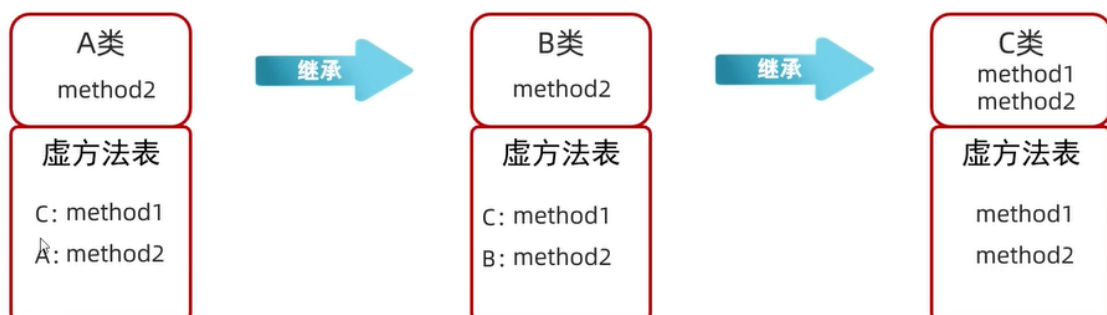 A类
method2
虚方法表
C: method1
A: method2
继承
B类
method2
虚方法表
C: method1
B: method2
继承
C类
method1
method2
虚方法表
method1
method2